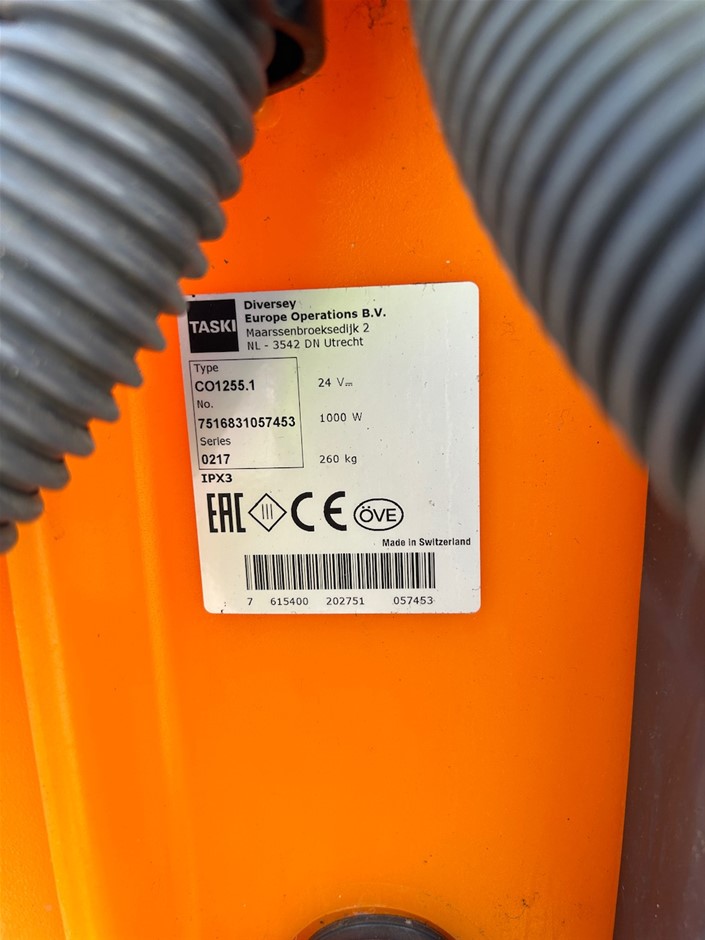 TASKI
Diversey
Europe Operations B.V.
Maarssenbroeksedijk 2
NL - 3542 DN Utrecht
Type
CO1255.1
24 V
No.
7516831057453
1000 W
Series
0217
260 kg
IPX3
EAC III CE ÖVE
Made in Switzerland
7 615400 202751 057453